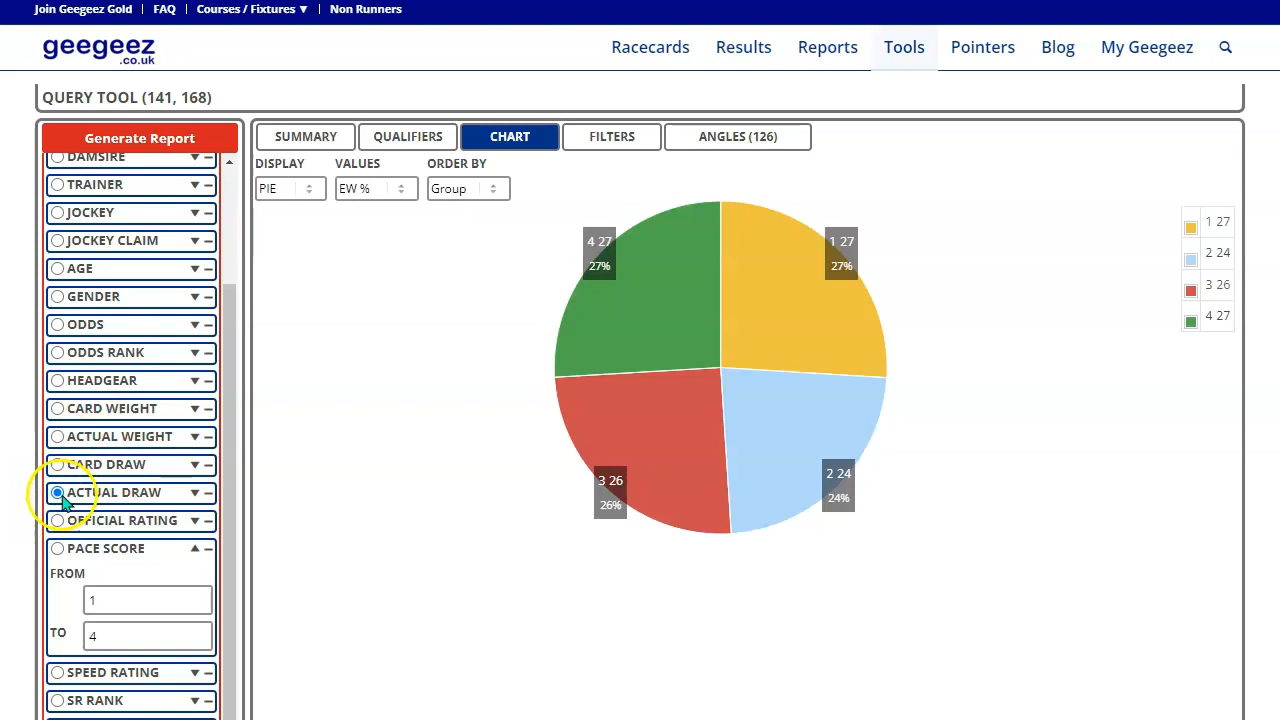 Join Geegeez Gold | FAQ | Courses / Fixtures ▼ | Non Runners
geegeez
.co.uk
Racecards Results Reports Tools Pointers Blog My Geegeez
QUERY TOOL (141, 168)
Generate Report
SUMMARY QUALIFIERS CHART FILTERS ANGLES (126)
DISPLAY VALUES ORDER BY
PIE EW % Group
DAMSIRE
TRAINER
JOCKEY
JOCKEY CLAIM
AGE
GENDER
ODDS
ODDS RANK
HEADGEAR
CARD WEIGHT
ACTUAL WEIGHT
CARD DRAW
ACTUAL DRAW
OFFICIAL RATING
PACE SCORE
FROM
1
TO
4
SPEED RATING
SR RANK
4 27
27%
1 27
27%
3 26
26%
2 24
24%
1 27
2 24
3 26
4 27